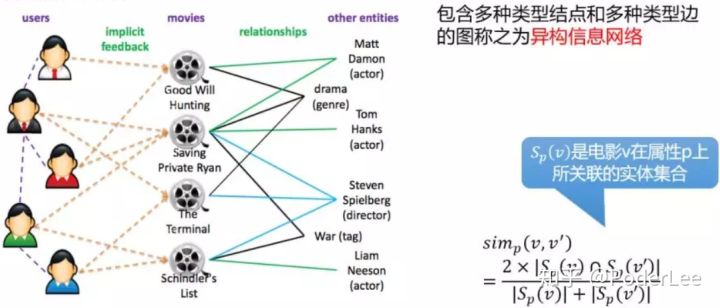 users
movies
other entities
implicit
feedback
relationships
Good Will
Hunting
Saving
Private Ryan
The
Terminal
Schindler's
List
Matt
Damon
(actor)
drama
(genre)
Tom
Hanks
(actor)
Steven
Spielberg
(director)
War (tag)
Liam
Neeson
(actor)
包含多种类型结点和多种类型边
的图称之为异构信息网络
S_p(v)是电影v在属性p上
所关联的实体集合
sim_p(v, v′)
= 2 × |S_p(v) ∩ S_p(v′)|
|S_p(v)| + |S_p(v′)|
知乎 @PoderLee